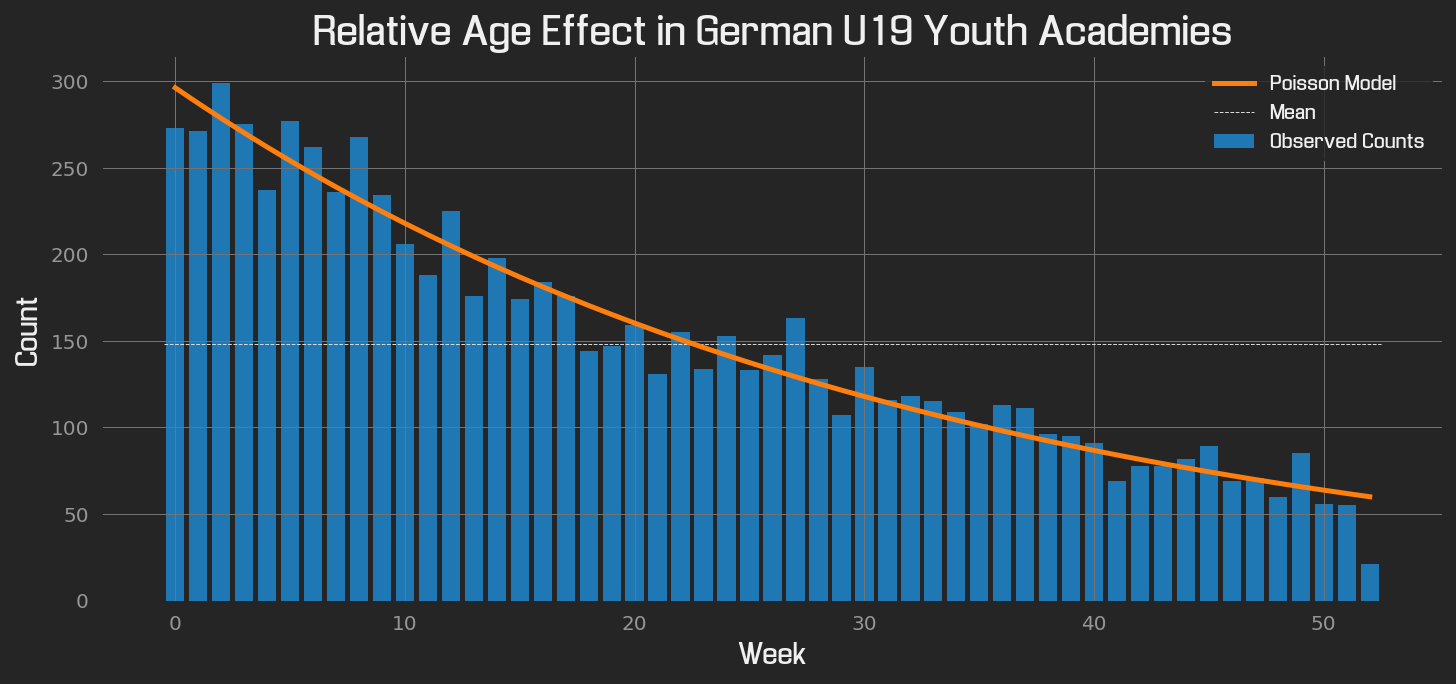 Relative Age Effect in German U19 Youth Academies
Poisson Model
Mean
Observed Counts
Count
300
250
200
150
100
50
0
0 10 20 30 40 50
Week